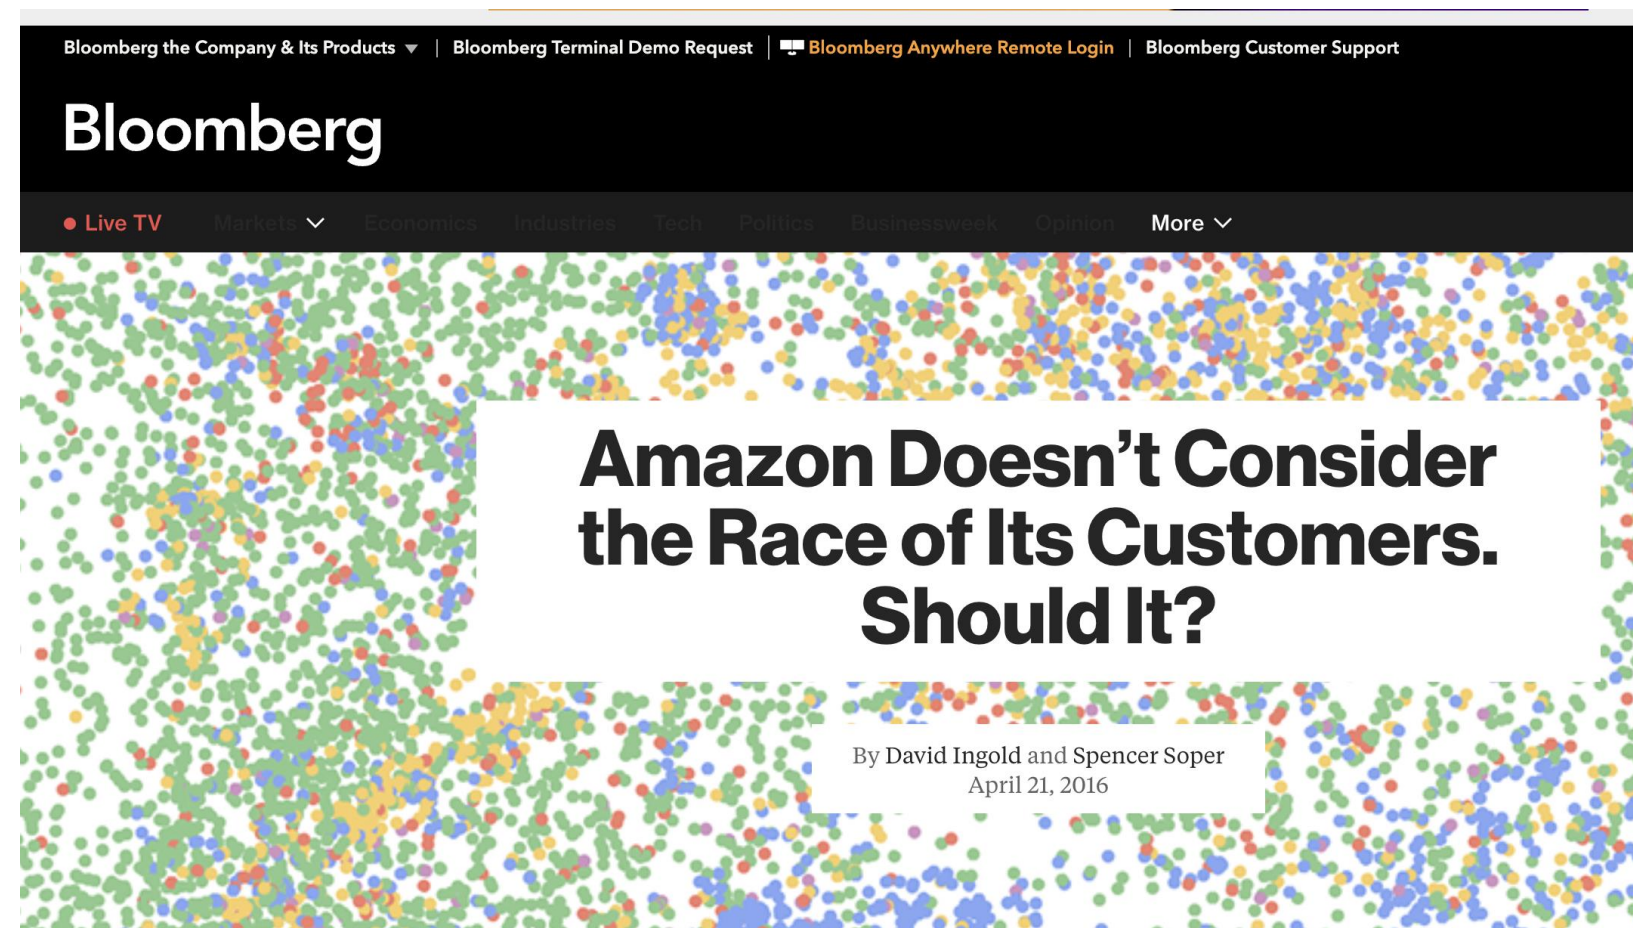 Bloomberg the Company & Its Products ▼ | Bloomberg Terminal Demo Request | Bloomberg Anywhere Remote Login | Bloomberg Customer Support
Bloomberg
Live TV Markets Economics Industries Tech Politics Businessweek Opinion More
Amazon Doesn’t Consider
the Race of Its Customers.
Should It?
By David Ingold and Spencer Soper
April 21, 2016